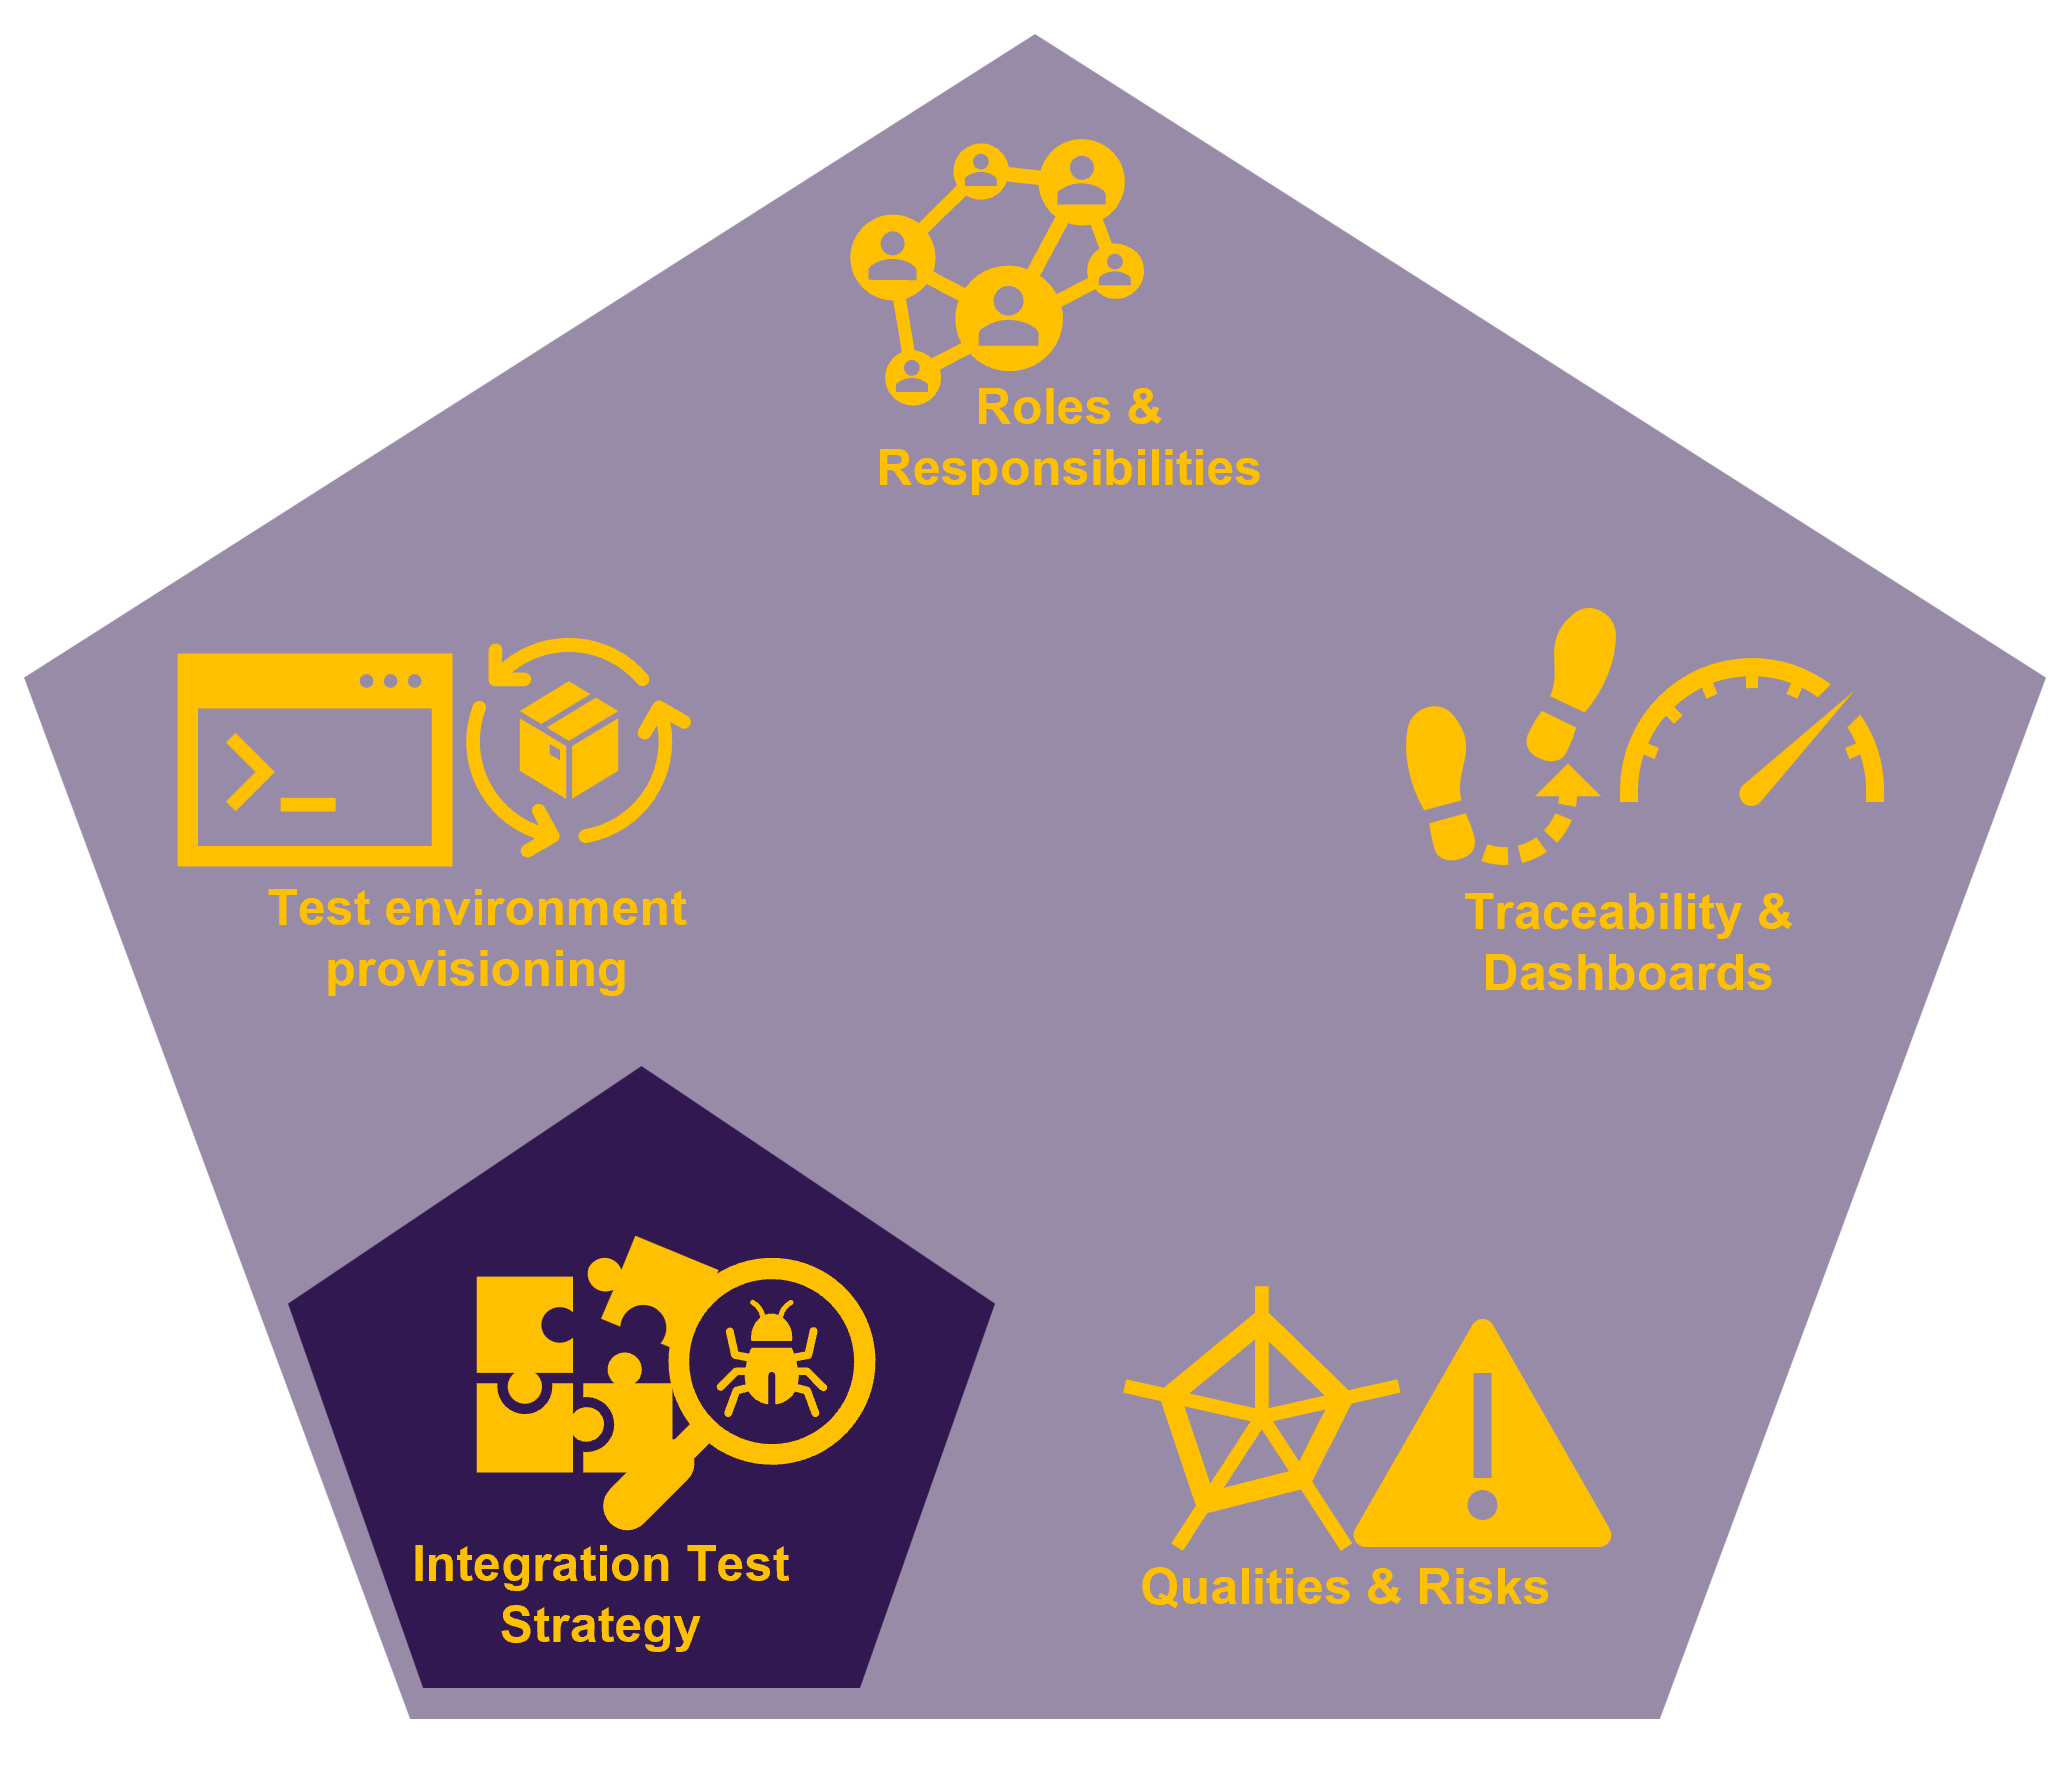 Roles &
Responsibilities
Test environment
provisioning
Traceability &
Dashboards
Integration Test
Strategy
Qualities & Risks